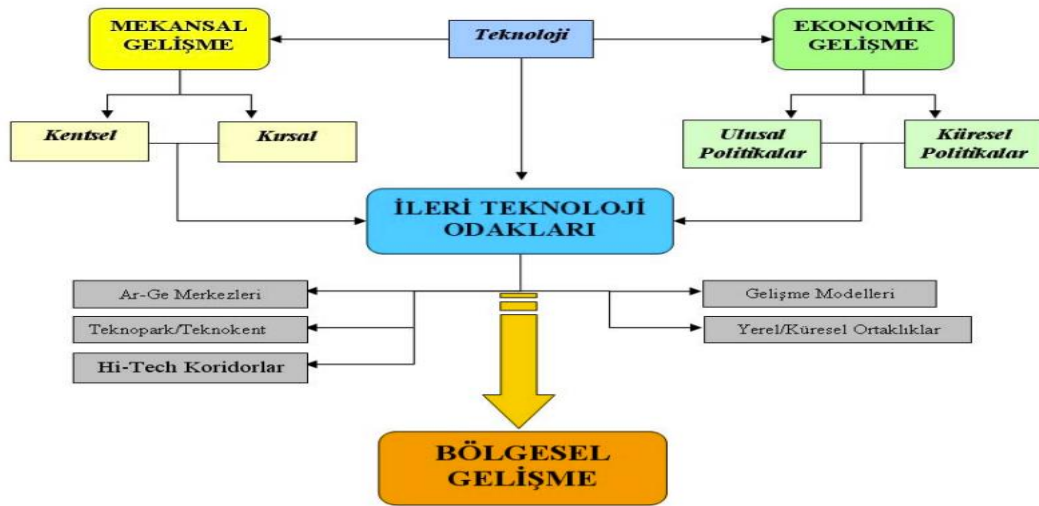 MEKANSAL
GELİŞME
Teknoloji
EKONOMİK
GELİŞME
Kentsel
Kırsal
Ulusal
Politikalar
Küresel
Politikalar
İLERİ TEKNOLOJİ
ODAKLARI
Ar-Ge Merkezleri
Gelişme Modelleri
Teknopark/Teknokent
Yerel/Küresel Ortaklıklar
Hi-Tech Koridorlar
BÖLGESEL
GELİŞME